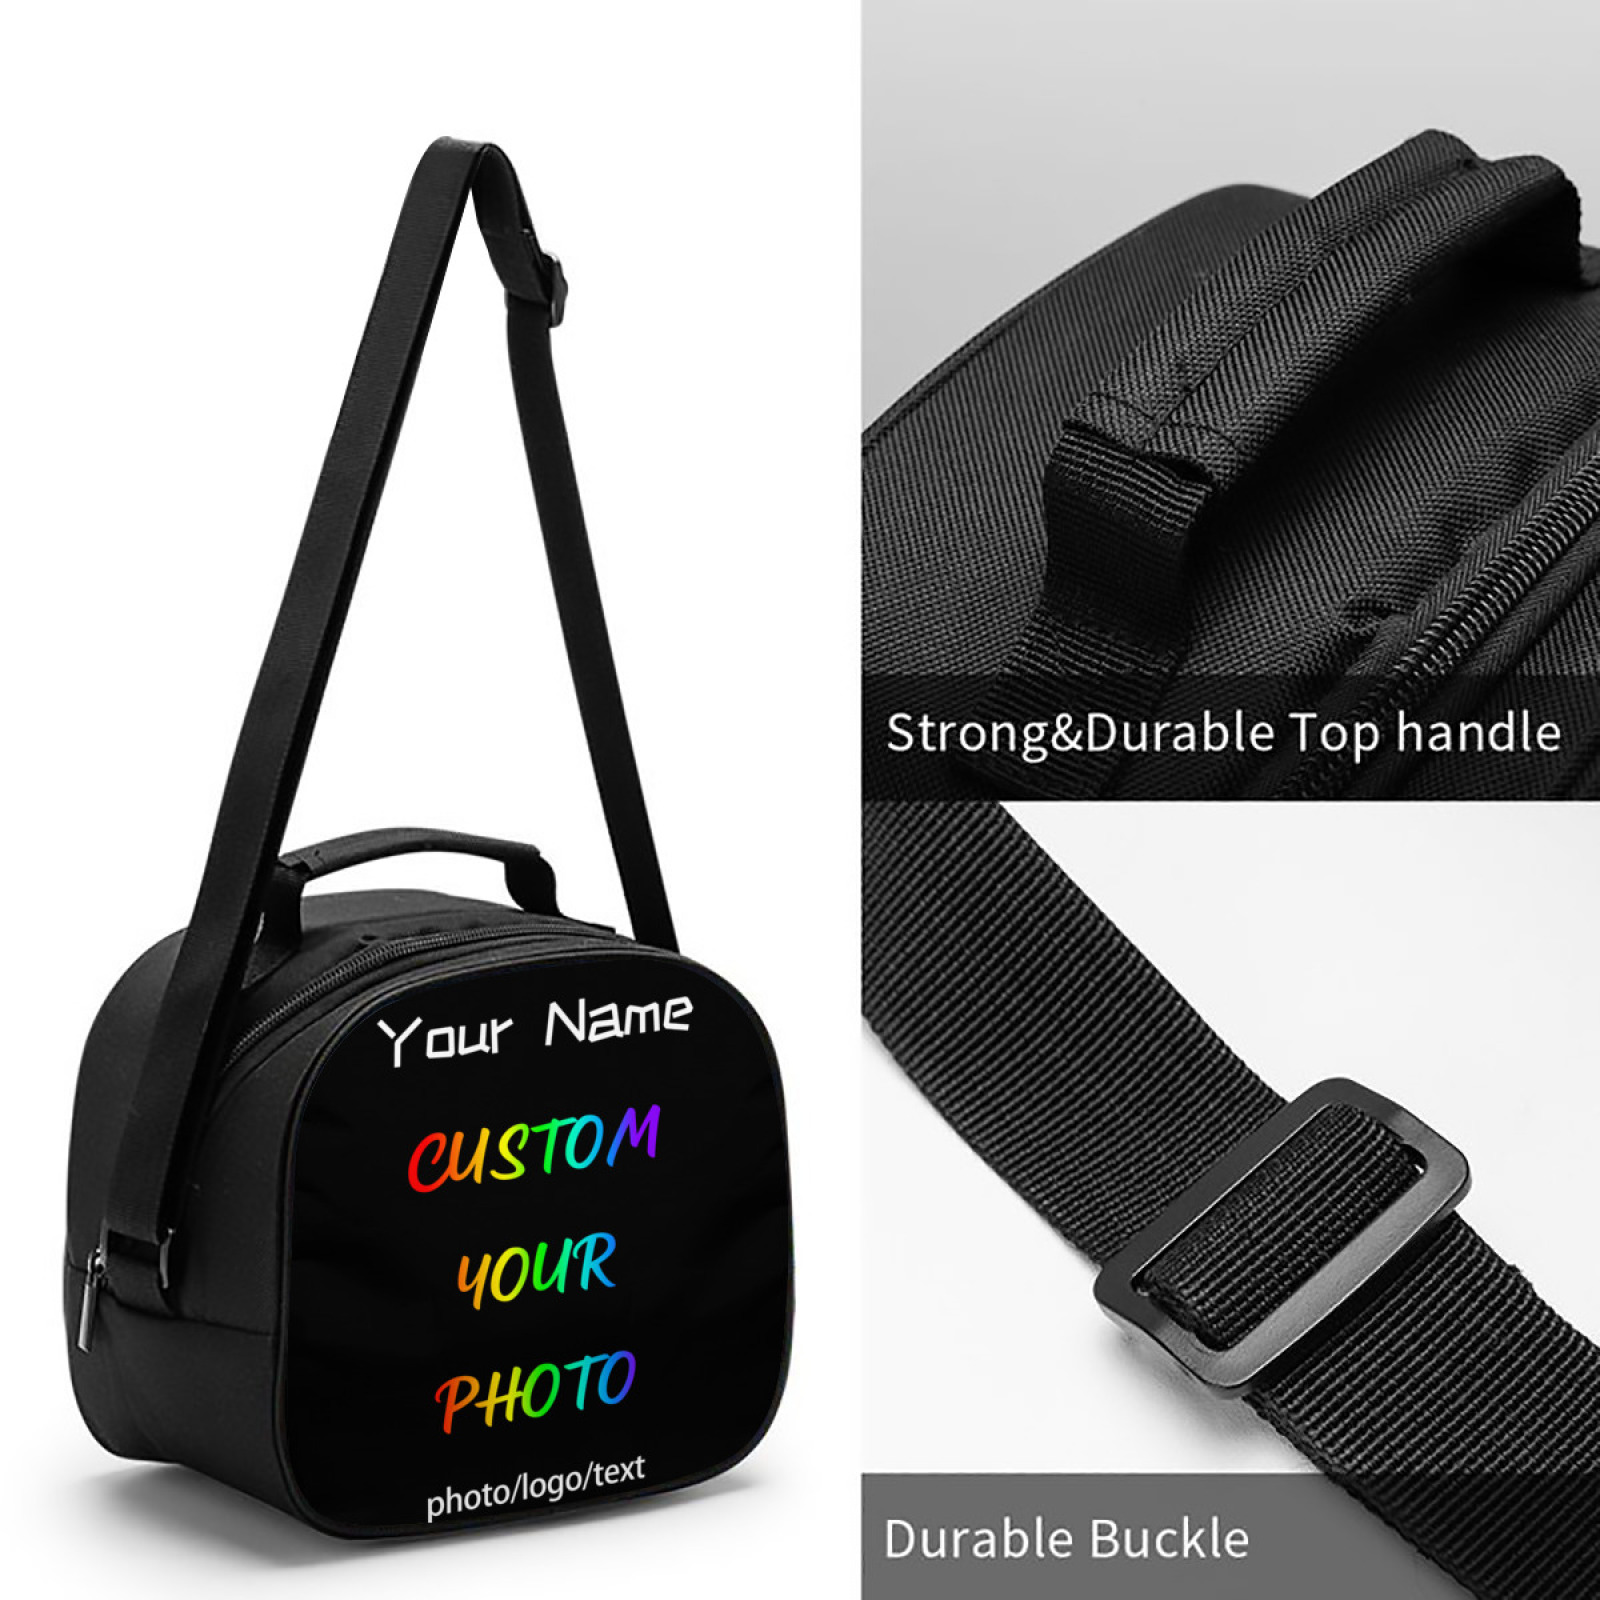 Your Name
CUSTOM
YOUR
PHOTO
photo/logo/text
Strong&Durable Top handle
Durable Buckle